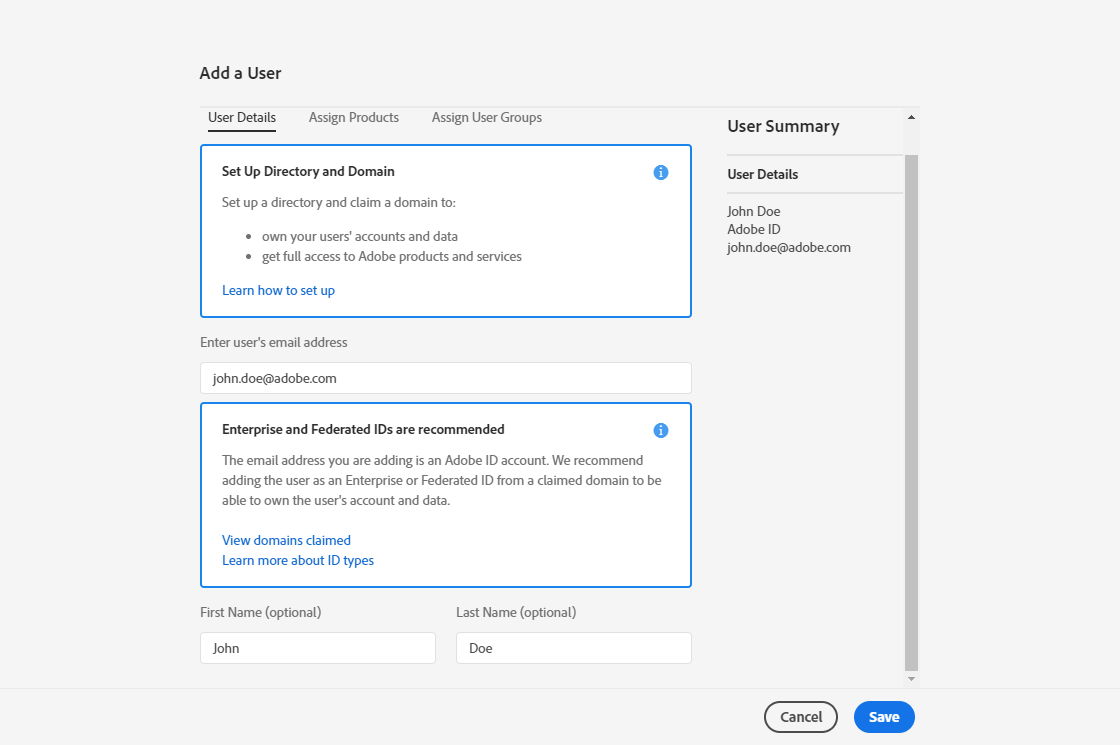 Add a User
User Details
Assign Products
Assign User Groups
Set Up Directory and Domain
Set up a directory and claim a domain to:
• own your users' accounts and data
• get full access to Adobe products and services
Learn how to set up
Enter user's email address
john.doe@adobe.com
Enterprise and Federated IDs are recommended
The email address you are adding is an Adobe ID account. We recommend
adding the user as an Enterprise or Federated ID from a claimed domain to be
able to own the user's account and data.
View domains claimed
Learn more about ID types
First Name (optional)
Last Name (optional)
John
Doe
User Summary
User Details
John Doe
Adobe ID
john.doe@adobe.com
Cancel
Save